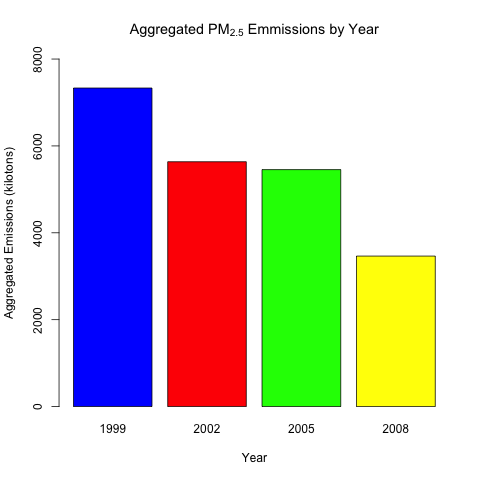 Aggregated PM2.5 Emmissions by Year
Aggregated Emissions (kilotons)
8000
6000
4000
2000
0
1999 2002 2005 2008
Year